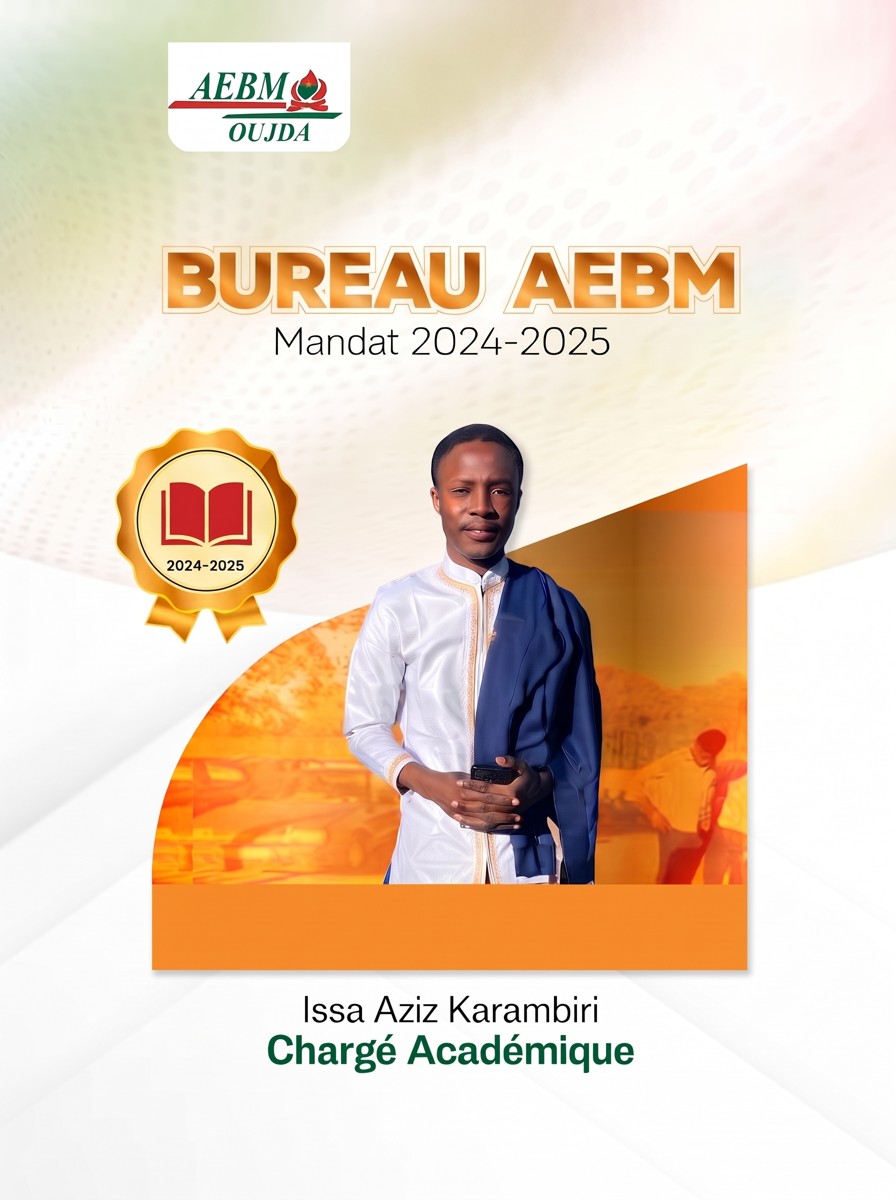 AEBM
OUJDA
BUREAU AEBM
Mandat 2024-2025
2024-2025
Issa Aziz Karambiri
Chargé Académique